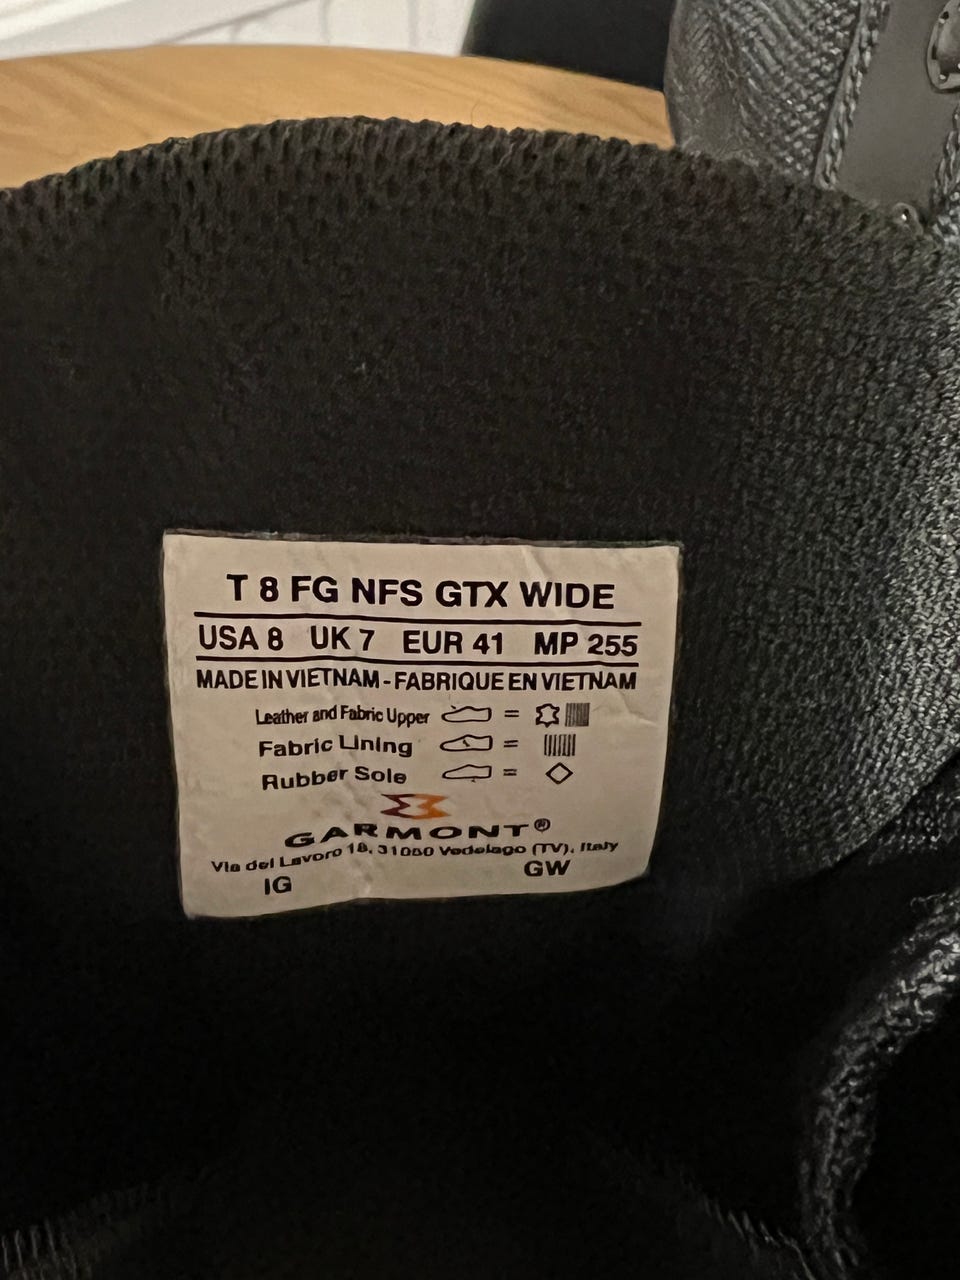 T 8 FG NFS GTX WIDE
USA 8 UK 7 EUR 41 MP 255
MADE IN VIETNAM - FABRIQUE EN VIETNAM
Leather and Fabric Upper =
Fabric Lining =
Rubber Sole =
GARMONT®
Via del Lavoro 18, 31050 Vedelago (TV), Italy
IG GW